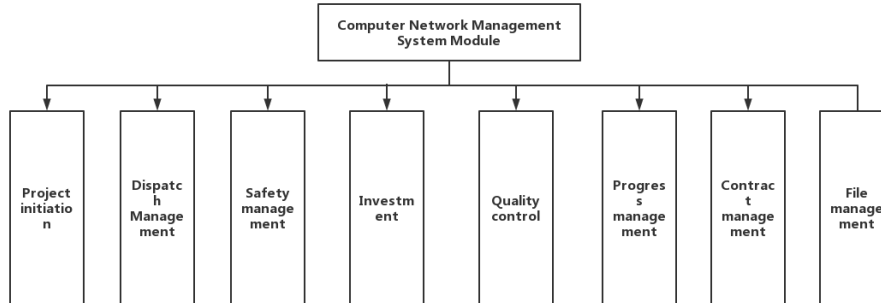 Computer Network Management
System Module
Project
initiatio
n
Dispatc
h
Manage
ment
Safety
manage
ment
Investm
ent
Quality
control
Progres
s
manage
ment
Contrac
t
manage
ment
File
manage
ment